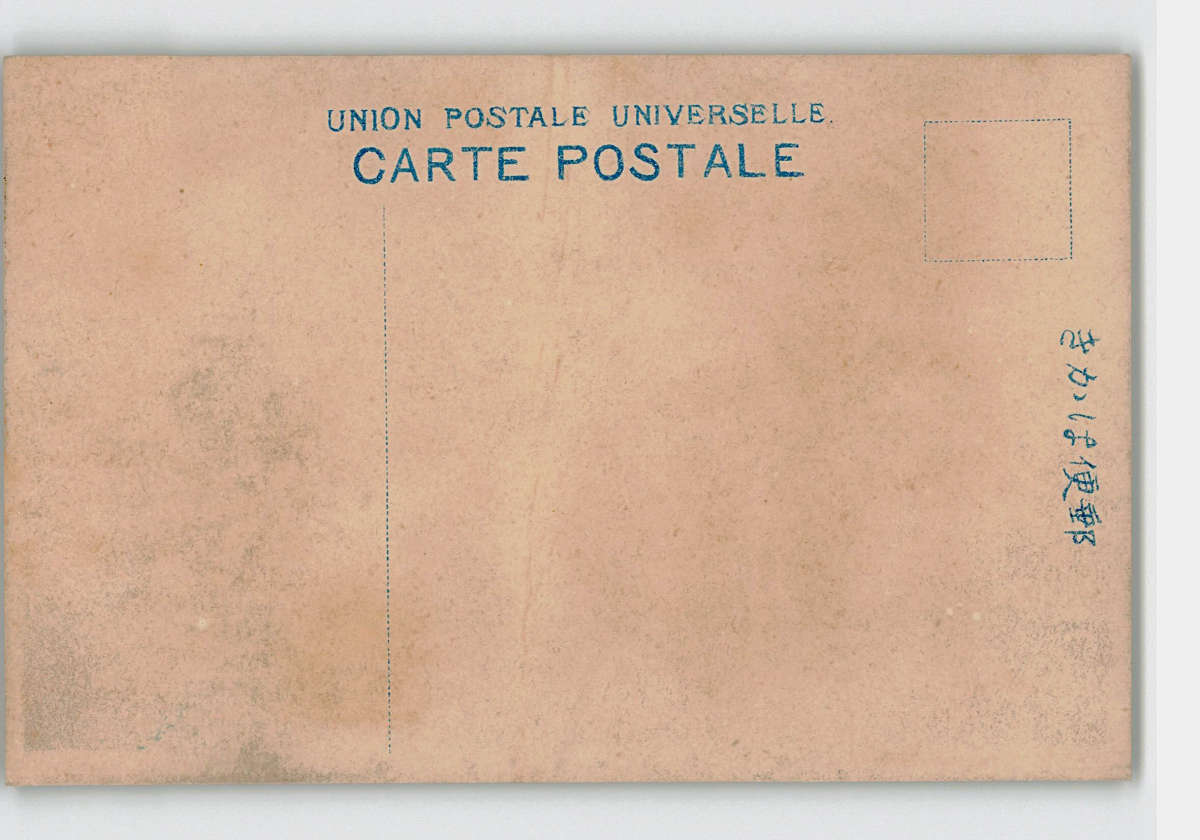 UNION POSTALE UNIVERSELLE.
CARTE POSTALE
郵便はかき